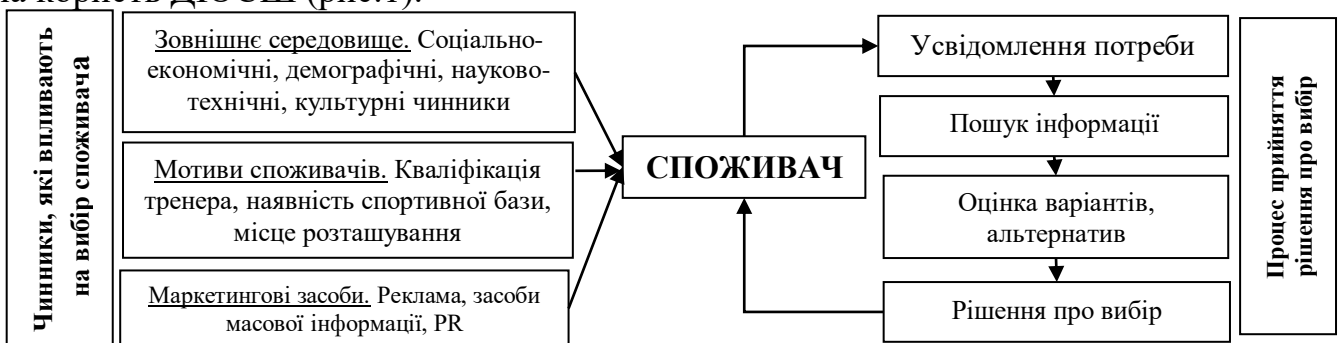 на користь ДЮСШ (рис.1).
Чинники, які впливають
на вибір споживача
Зовнішнє середовище. Соціально-
економічні, демографічні, науково-
технічні, культурні чинники
Мотиви споживачів. Кваліфікація
тренера, наявність спортивної бази,
місце розташування
Маркетингові засоби. Реклама, засоби
масової інформації, PR
СПОЖИВАЧ
Усвідомлення потреби
Пошук інформації
Оцінка варіантів,
альтернатив
Рішення про вибір
Процес прийняття
рішення про вибір